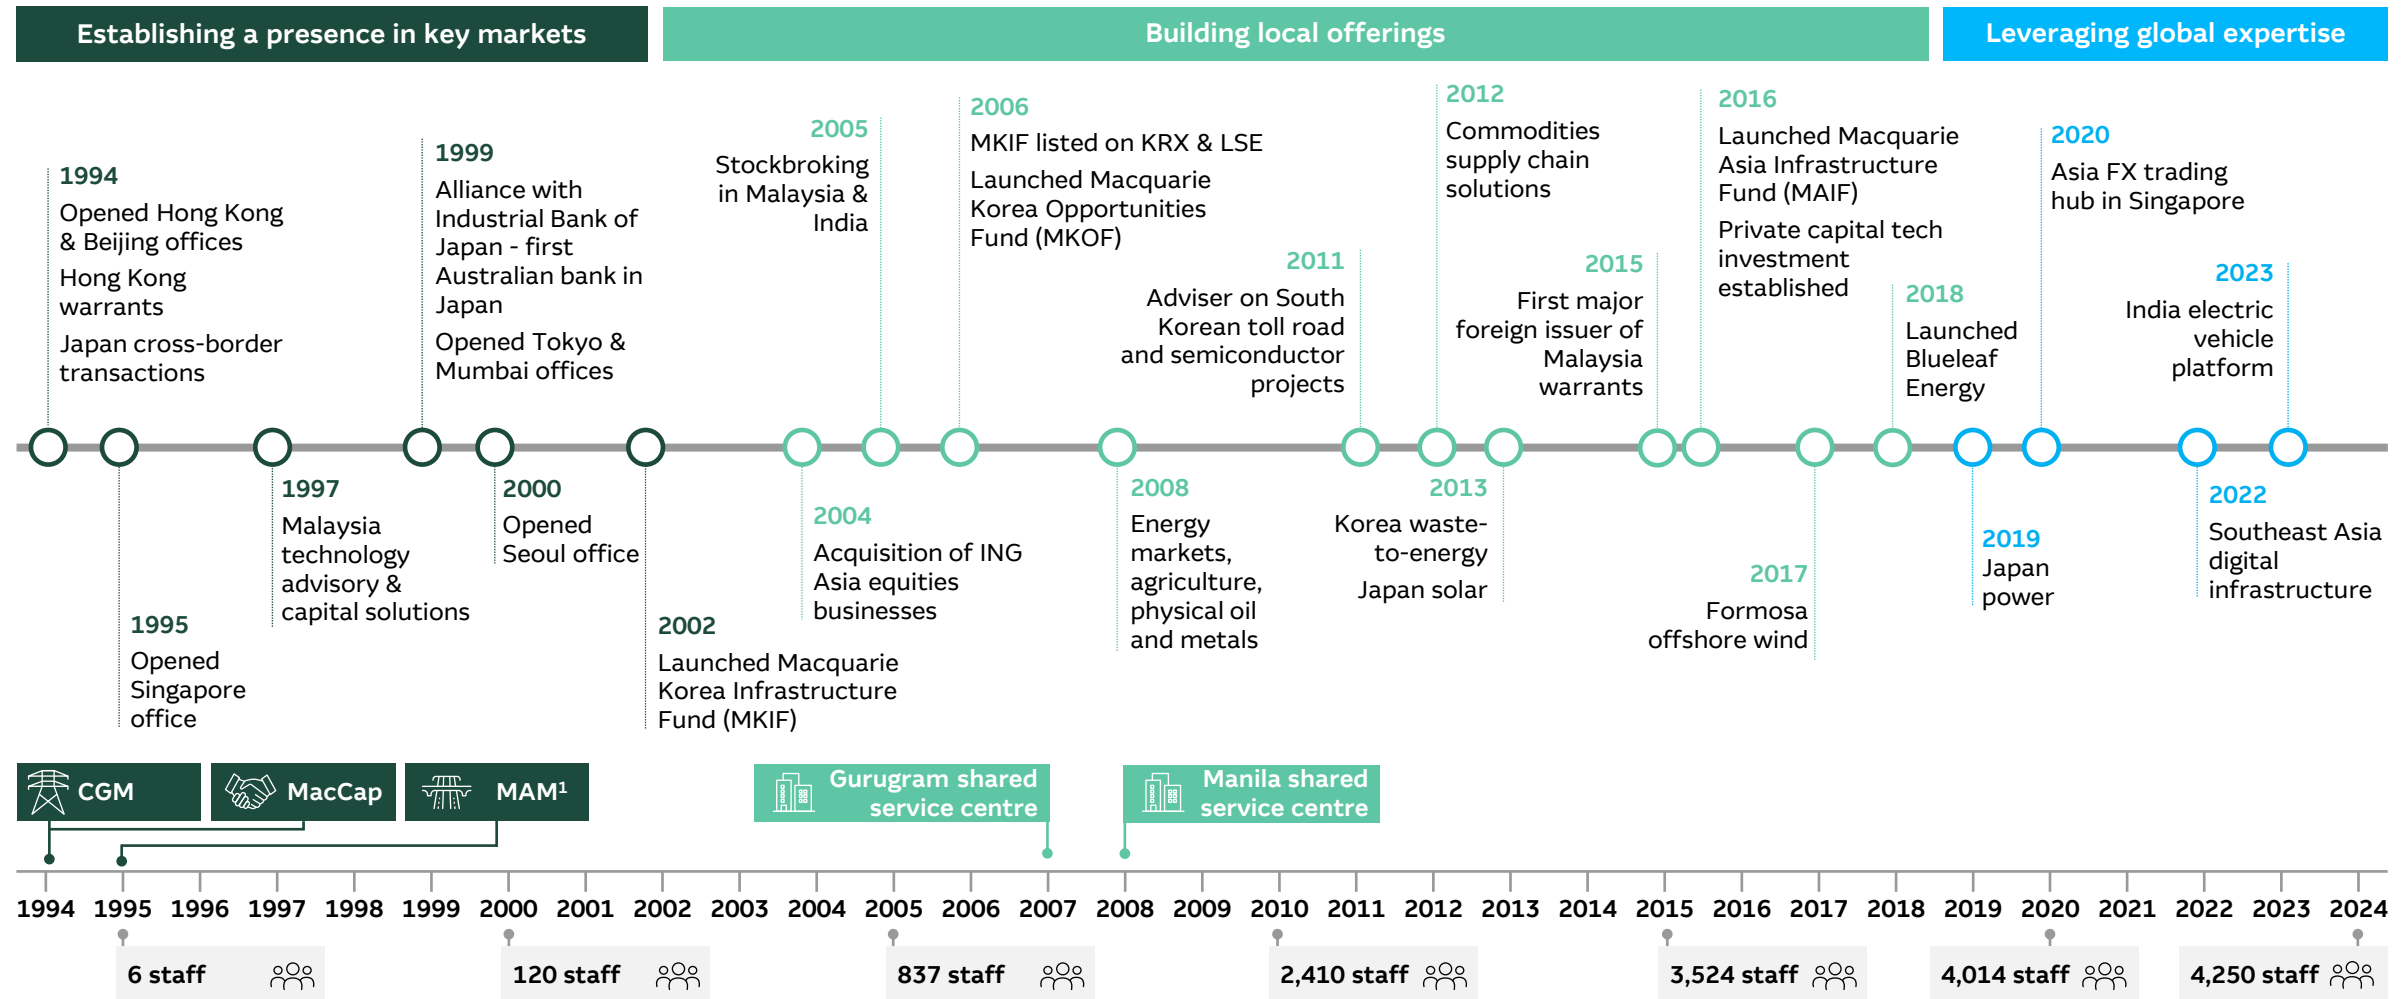 Establishing a presence in key markets
Building local offerings
Leveraging global expertise
1994
Opened Hong Kong
& Beijing offices
Hong Kong
warrants
Japan cross-border
transactions
1999
Alliance with
Industrial Bank of
Japan - first
Australian bank in
Japan
Opened Tokyo &
Mumbai offices
2005
Stockbroking
in Malaysia &
India
2006
MKIF listed on KRX & LSE
Launched Macquarie
Korea Opportunities
Fund (MKOF)
2011
Adviser on South
Korean toll road
and semiconductor
projects
2012
Commodities
supply chain
solutions
2015
First major
foreign issuer of
Malaysia
warrants
2016
Launched Macquarie
Asia Infrastructure
Fund (MAIF)
Private capital tech
investment
established
2018
Launched
Blueleaf
Energy
2020
Asia FX trading
hub in Singapore
2023
India electric
vehicle
platform
1995
Opened
Singapore
office
1997
Malaysia
technology
advisory &
capital solutions
2000
Opened
Seoul office
2002
Launched Macquarie
Korea Infrastructure
Fund (MKIF)
2004
Acquisition of ING
Asia equities
businesses
2008
Energy
markets,
agriculture,
physical oil
and metals
2013
Korea waste-
to-energy
Japan solar
2017
Formosa
offshore wind
2019
Japan
power
2022
Southeast Asia
digital
infrastructure
CGM
MacCap
MAM¹
Gurugram shared
service centre
Manila shared
service centre
1994 1995 1996 1997 1998 1999 2000 2001 2002 2003 2004 2005 2006 2007 2008 2009 2010 2011 2012 2013 2014 2015 2016 2017 2018 2019 2020 2021 2022 2023 2024
6 staff
120 staff
837 staff
2,410 staff
3,524 staff
4,014 staff
4,250 staff